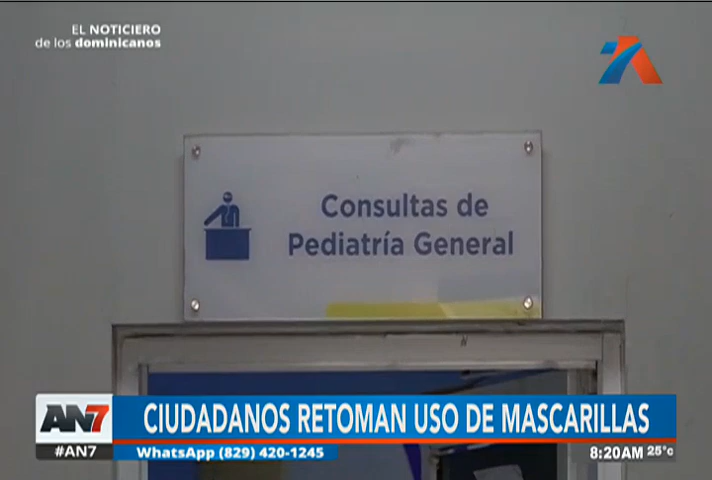 EL NOTICIERO
de los dominicanos
7
Consultas de
Pediatría General
AN7
CIUDADANOS RETOMAN USO DE MASCARILLAS
#AN7
WhatsApp (829) 420-1245
8:20AM 25°C